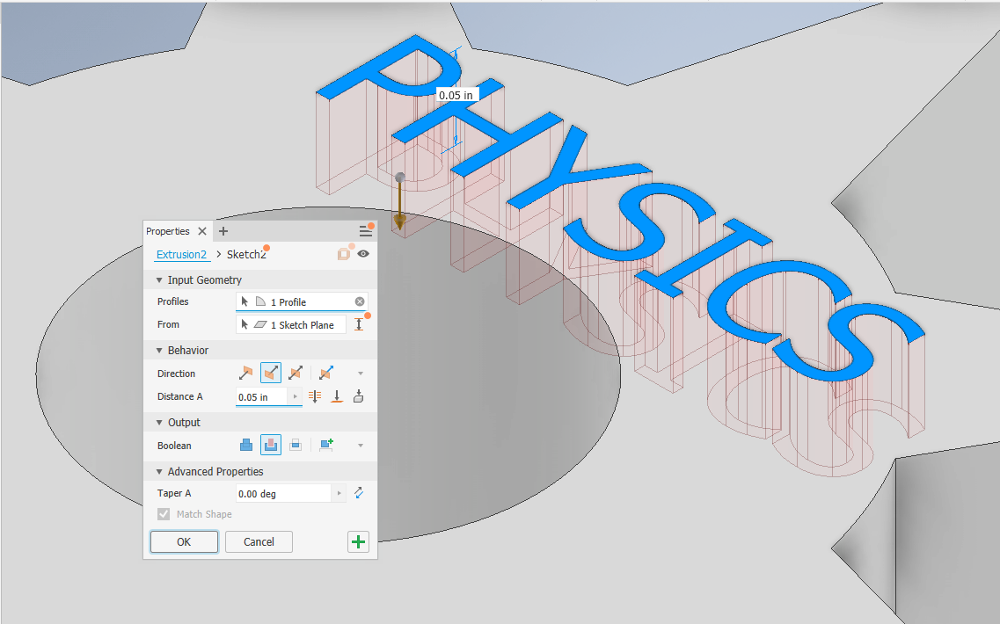 PHYSICS
0.05 in
Properties
Extrusion2 > Sketch2
Input Geometry
Profiles 1 Profile
From 1 Sketch Plane
Behavior
Direction
Distance A 0.05 in
Output
Boolean
Advanced Properties
Taper A 0.00 deg
Match Shape
OK Cancel